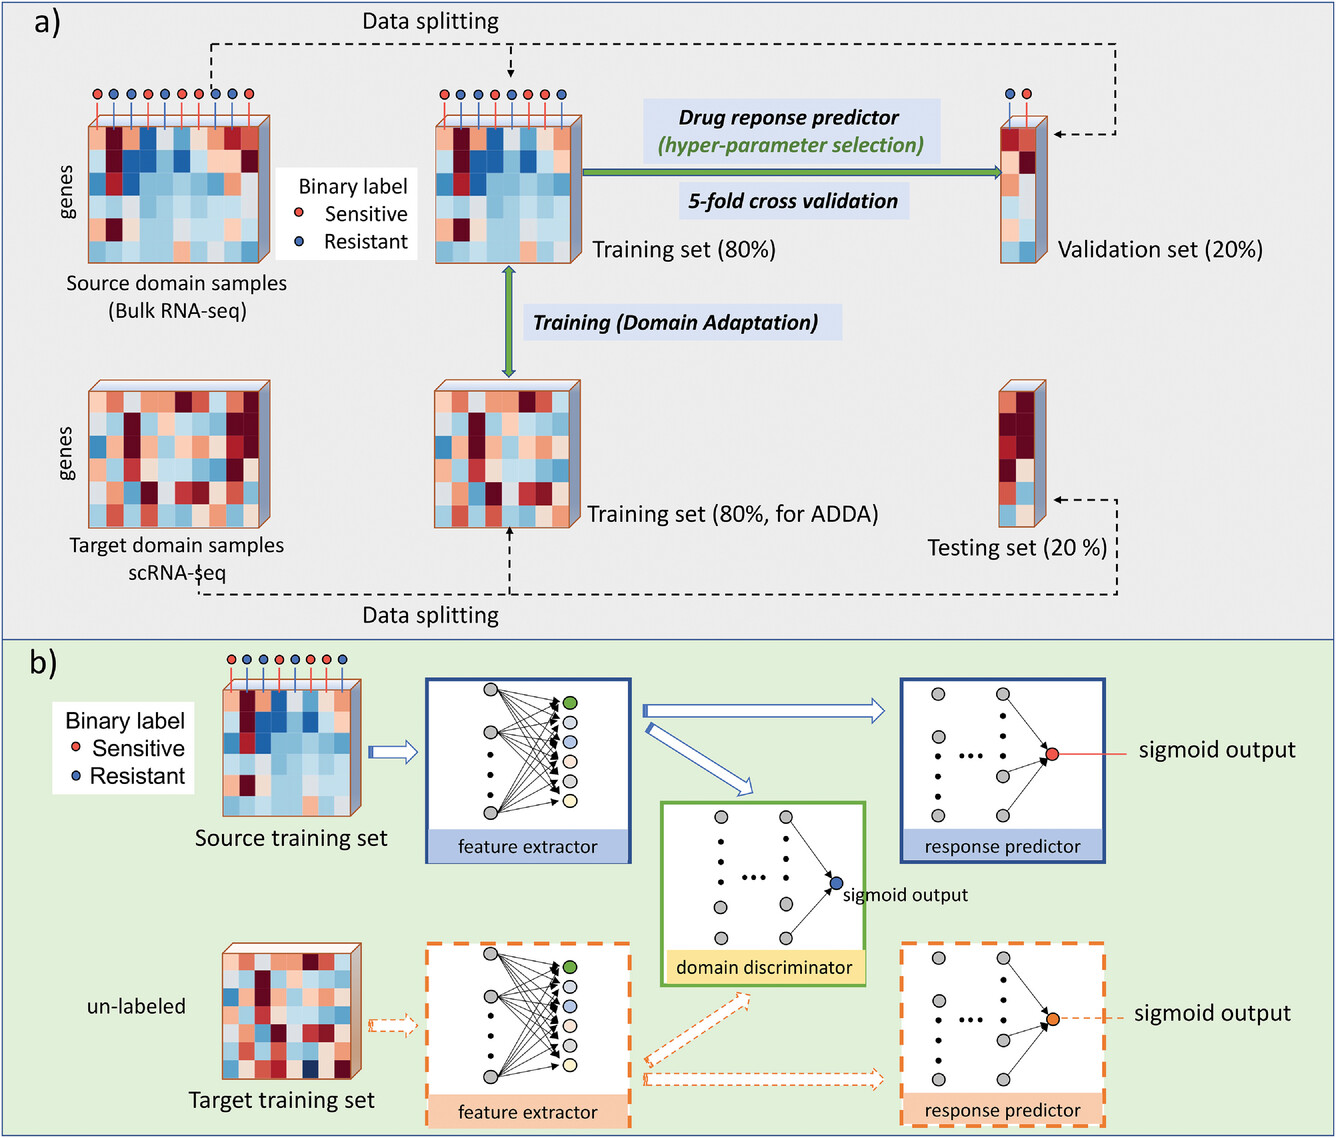 a)
Data splitting
Drug reponse predictor
(hyper-parameter selection)
5-fold cross validation
genes
Binary label
Sensitive
Resistant
Training set (80%)
Validation set (20%)
Source domain samples
(Bulk RNA-seq)
Training (Domain Adaptation)
genes
Training set (80%, for ADDA)
Testing set (20 %)
Target domain samples
scRNA-seq
Data splitting
b)
Binary label
Sensitive
Resistant
Source training set
feature extractor
response predictor
sigmoid output
sigmoid output
domain discriminator
un-labeled
Target training set
feature extractor
response predictor
sigmoid output